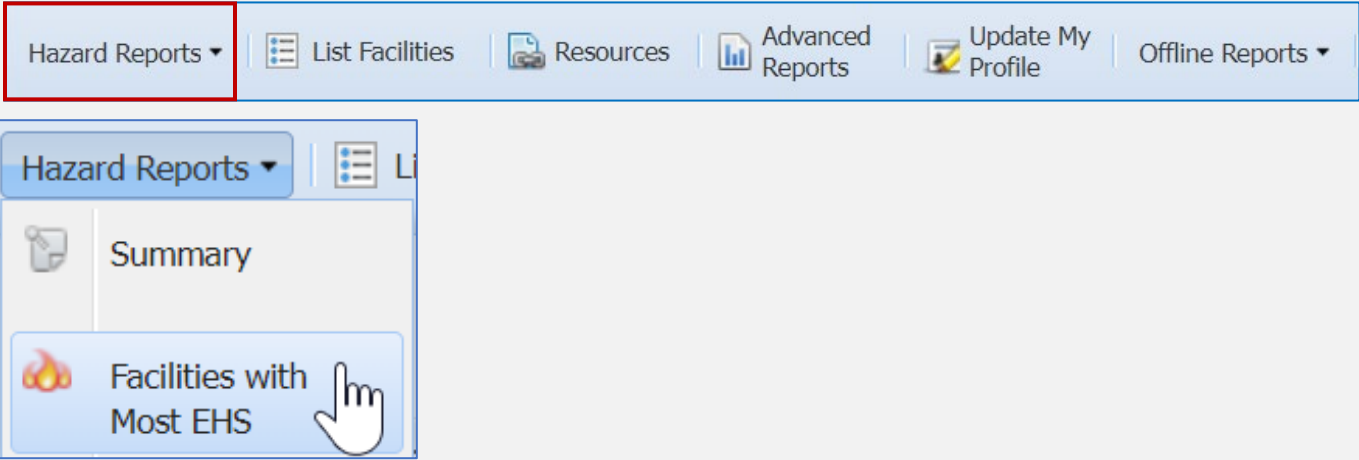 Hazard Reports List Facilities Resources Advanced Reports Update My Profile Offline Reports
Hazard Reports
Summary
Facilities with
Most EHS